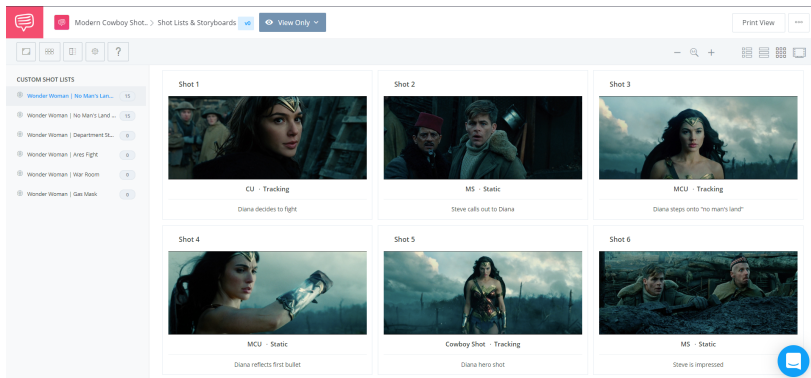 Modern Cowboy Shot.. > Shot Lists & Storyboards v0 View Only
Print View
?
CUSTOM SHOT LISTS
Wonder Woman | No Man's Lan... 15
Wonder Woman | No Man's Land ... 15
Wonder Woman | Department St... 0
Wonder Woman | Ares Fight 0
Wonder Woman | War Room 0
Wonder Woman | Gas Mask 0
Shot 1
CU · Tracking
Diana decides to fight
Shot 2
MS · Static
Steve calls out to Diana
Shot 3
MCU · Tracking
Diana steps onto "no man's land"
Shot 4
MCU · Static
Diana reflects first bullet
Shot 5
Cowboy Shot · Tracking
Diana hero shot
Shot 6
MS · Static
Steve is impressed